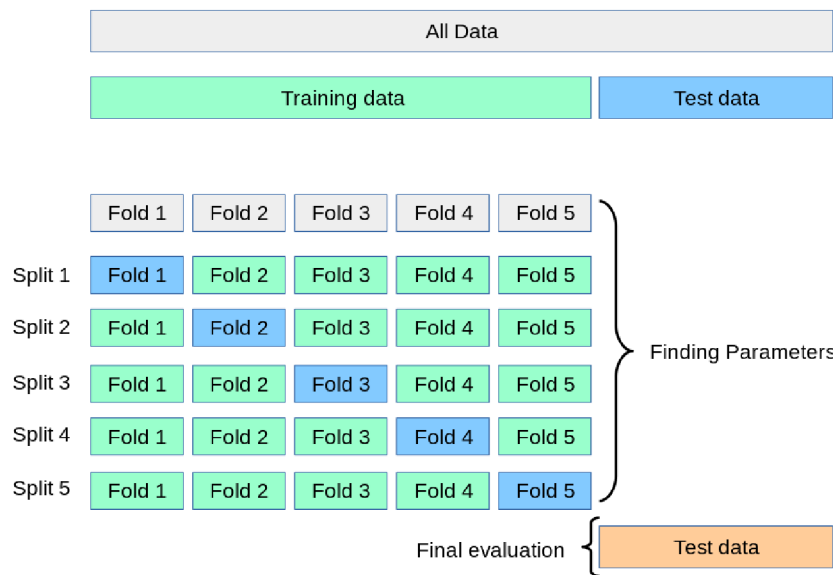 All Data
Training data Test data
Fold 1 Fold 2 Fold 3 Fold 4 Fold 5
Split 1 Fold 1 Fold 2 Fold 3 Fold 4 Fold 5
Split 2 Fold 1 Fold 2 Fold 3 Fold 4 Fold 5
Finding Parameters
Split 3 Fold 1 Fold 2 Fold 3 Fold 4 Fold 5
Split 4 Fold 1 Fold 2 Fold 3 Fold 4 Fold 5
Split 5 Fold 1 Fold 2 Fold 3 Fold 4 Fold 5
Final evaluation Test data